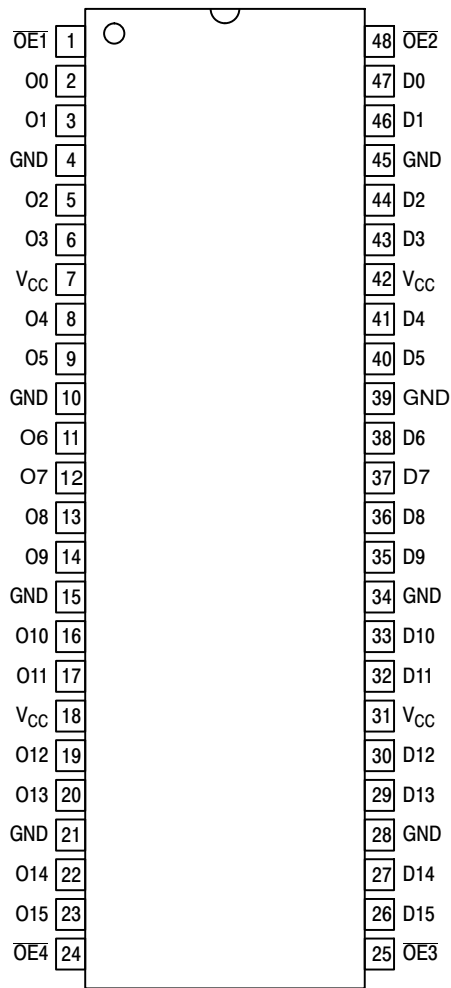 O̅E̅1̅ 1 48 O̅E̅2̅
O0 2 47 D0
O1 3 46 D1
GND 4 45 GND
O2 5 44 D2
O3 6 43 D3
VCC 7 42 VCC
O4 8 41 D4
O5 9 40 D5
GND 10 39 GND
O6 11 38 D6
O7 12 37 D7
O8 13 36 D8
O9 14 35 D9
GND 15 34 GND
O10 16 33 D10
O11 17 32 D11
VCC 18 31 VCC
O12 19 30 D12
O13 20 29 D13
GND 21 28 GND
O14 22 27 D14
O15 23 26 D15
O̅E̅4̅ 24 25 O̅E̅3̅